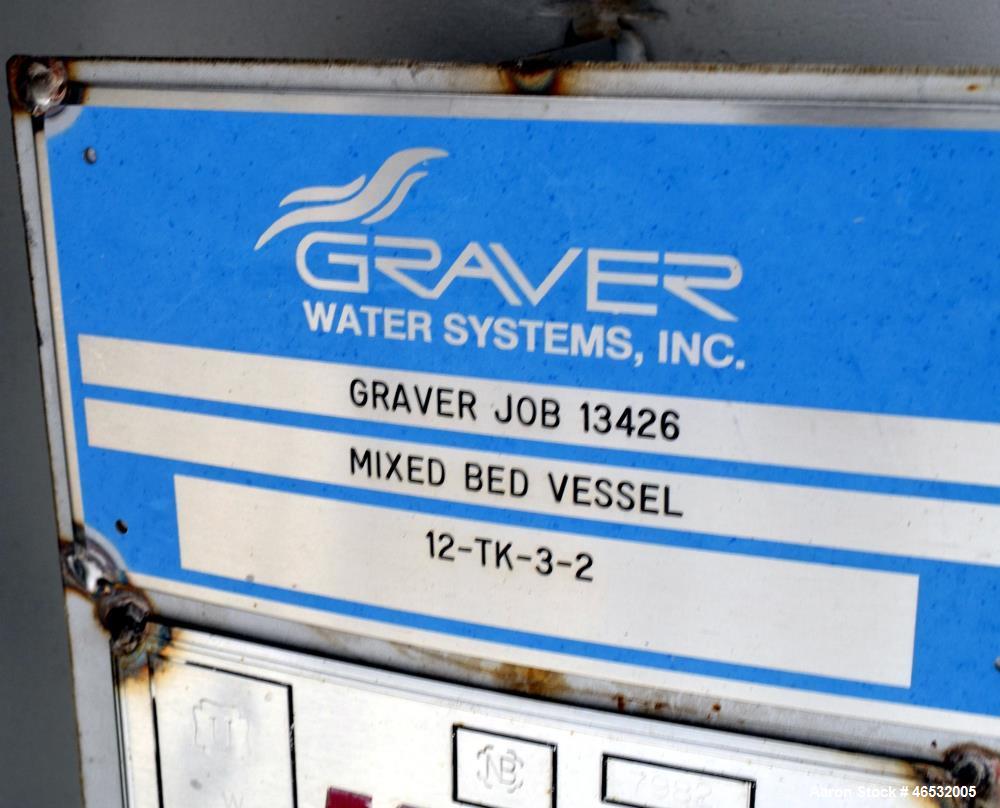 GRAVER
WATER SYSTEMS, INC.
GRAVER JOB 13426
MIXED BED VESSEL
12-TK-3-2
U
W
NB
Aaron Stock # 46532005